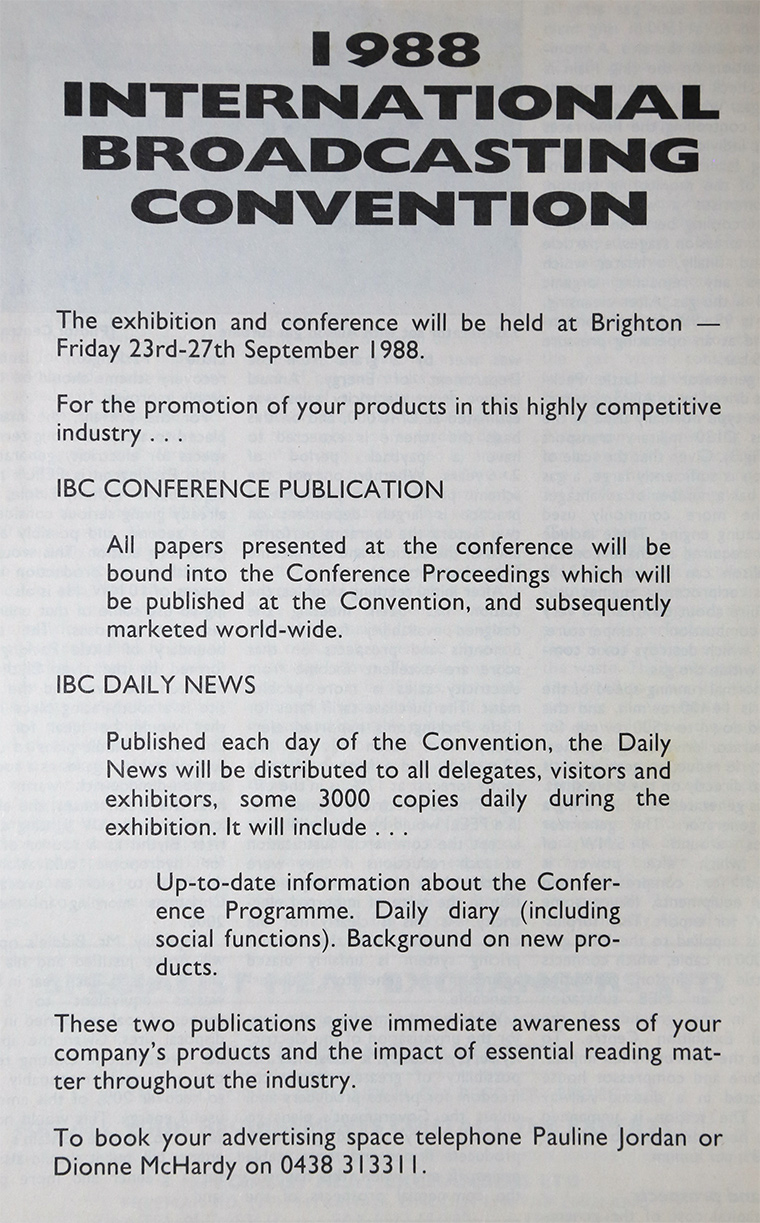 1988
INTERNATIONAL
BROADCASTING
CONVENTION
The exhibition and conference will be held at Brighton —
Friday 23rd-27th September 1988.
For the promotion of your products in this highly competitive
industry . . .
IBC CONFERENCE PUBLICATION
All papers presented at the conference will be
bound into the Conference Proceedings which will
be published at the Convention, and subsequently
marketed world-wide.
IBC DAILY NEWS
Published each day of the Convention, the Daily
News will be distributed to all delegates, visitors and
exhibitors, some 3000 copies daily during the
exhibition. It will include . . .
Up-to-date information about the Confer-
ence Programme. Daily diary (including
social functions). Background on new pro-
ducts.
These two publications give immediate awareness of your
company's products and the impact of essential reading mat-
ter throughout the industry.
To book your advertising space telephone Pauline Jordan or
Dionne McHardy on 0438 313311.